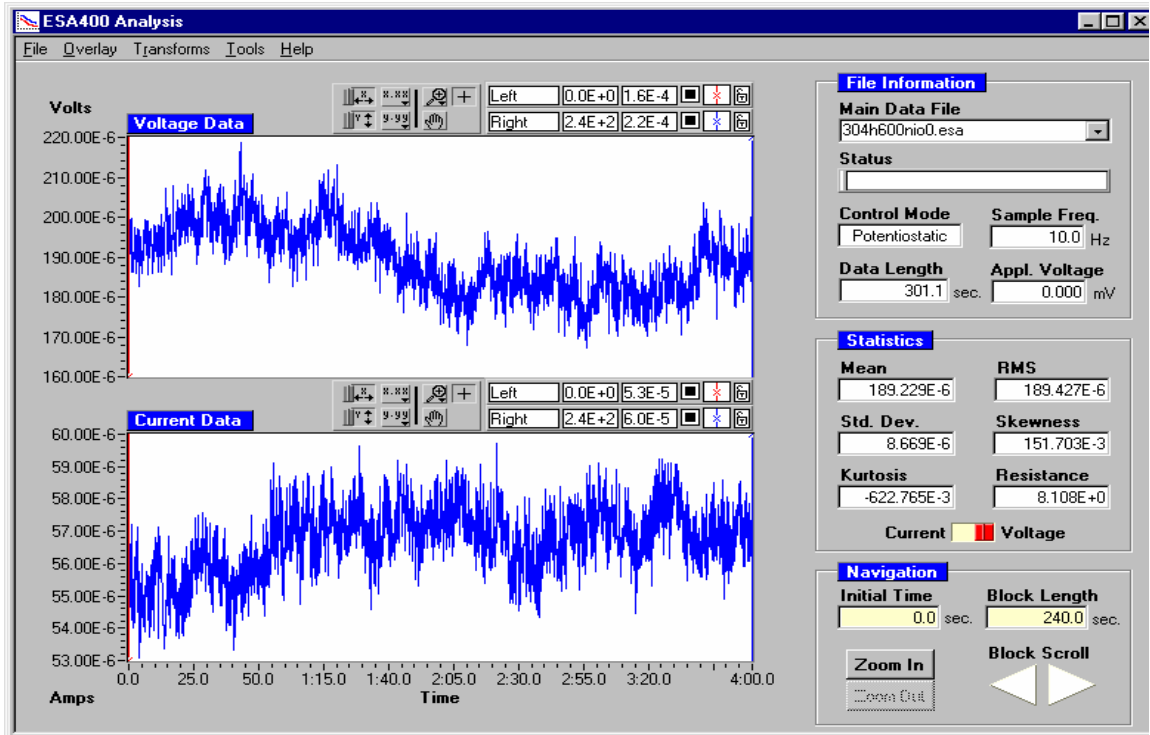 ESA400 Analysis
File Overlay Transforms Tools Help
Volts
Voltage Data
x.xx
y.yy
Left 0.0E+0 1.6E-4
Right 2.4E+2 2.2E-4
220.00E-6
210.00E-6
200.00E-6
190.00E-6
180.00E-6
170.00E-6
160.00E-6
Current Data
x.xx
y.yy
Left 0.0E+0 5.3E-5
Right 2.4E+2 6.0E-5
60.00E-6
59.00E-6
58.00E-6
57.00E-6
56.00E-6
55.00E-6
54.00E-6
53.00E-6
0.0 25.0 50.0 1:15.0 1:40.0 2:05.0 2:30.0 2:55.0 3:20.0 4:00.0
Amps
Time
File Information
Main Data File
304h600nio0.esa
Status
Control Mode Sample Freq.
Potentiostatic 10.0 Hz
Data Length Appl. Voltage
301.1 sec. 0.000 mV
Statistics
Mean RMS
189.229E-6 189.427E-6
Std. Dev. Skewness
8.669E-6 151.703E-3
Kurtosis Resistance
-622.765E-3 8.108E+0
Current Voltage
Navigation
Initial Time Block Length
0.0 sec. 240.0 sec.
Zoom In
Block Scroll
Zoom Out